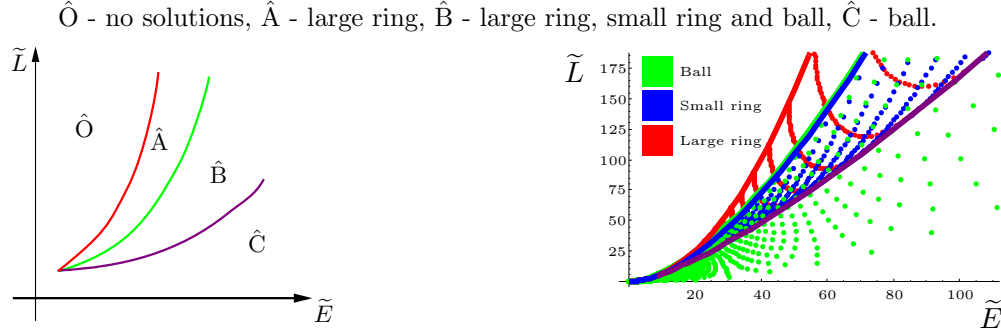 Ô - no solutions, Â - large ring, B̂ - large ring, small ring and ball, Ĉ - ball.
L̃
Ô
Â
B̂
Ĉ
Ẽ
L̃
175
150
125
100
75
50
25
Ball
Small ring
Large ring
20 40 60 80 100
Ẽ